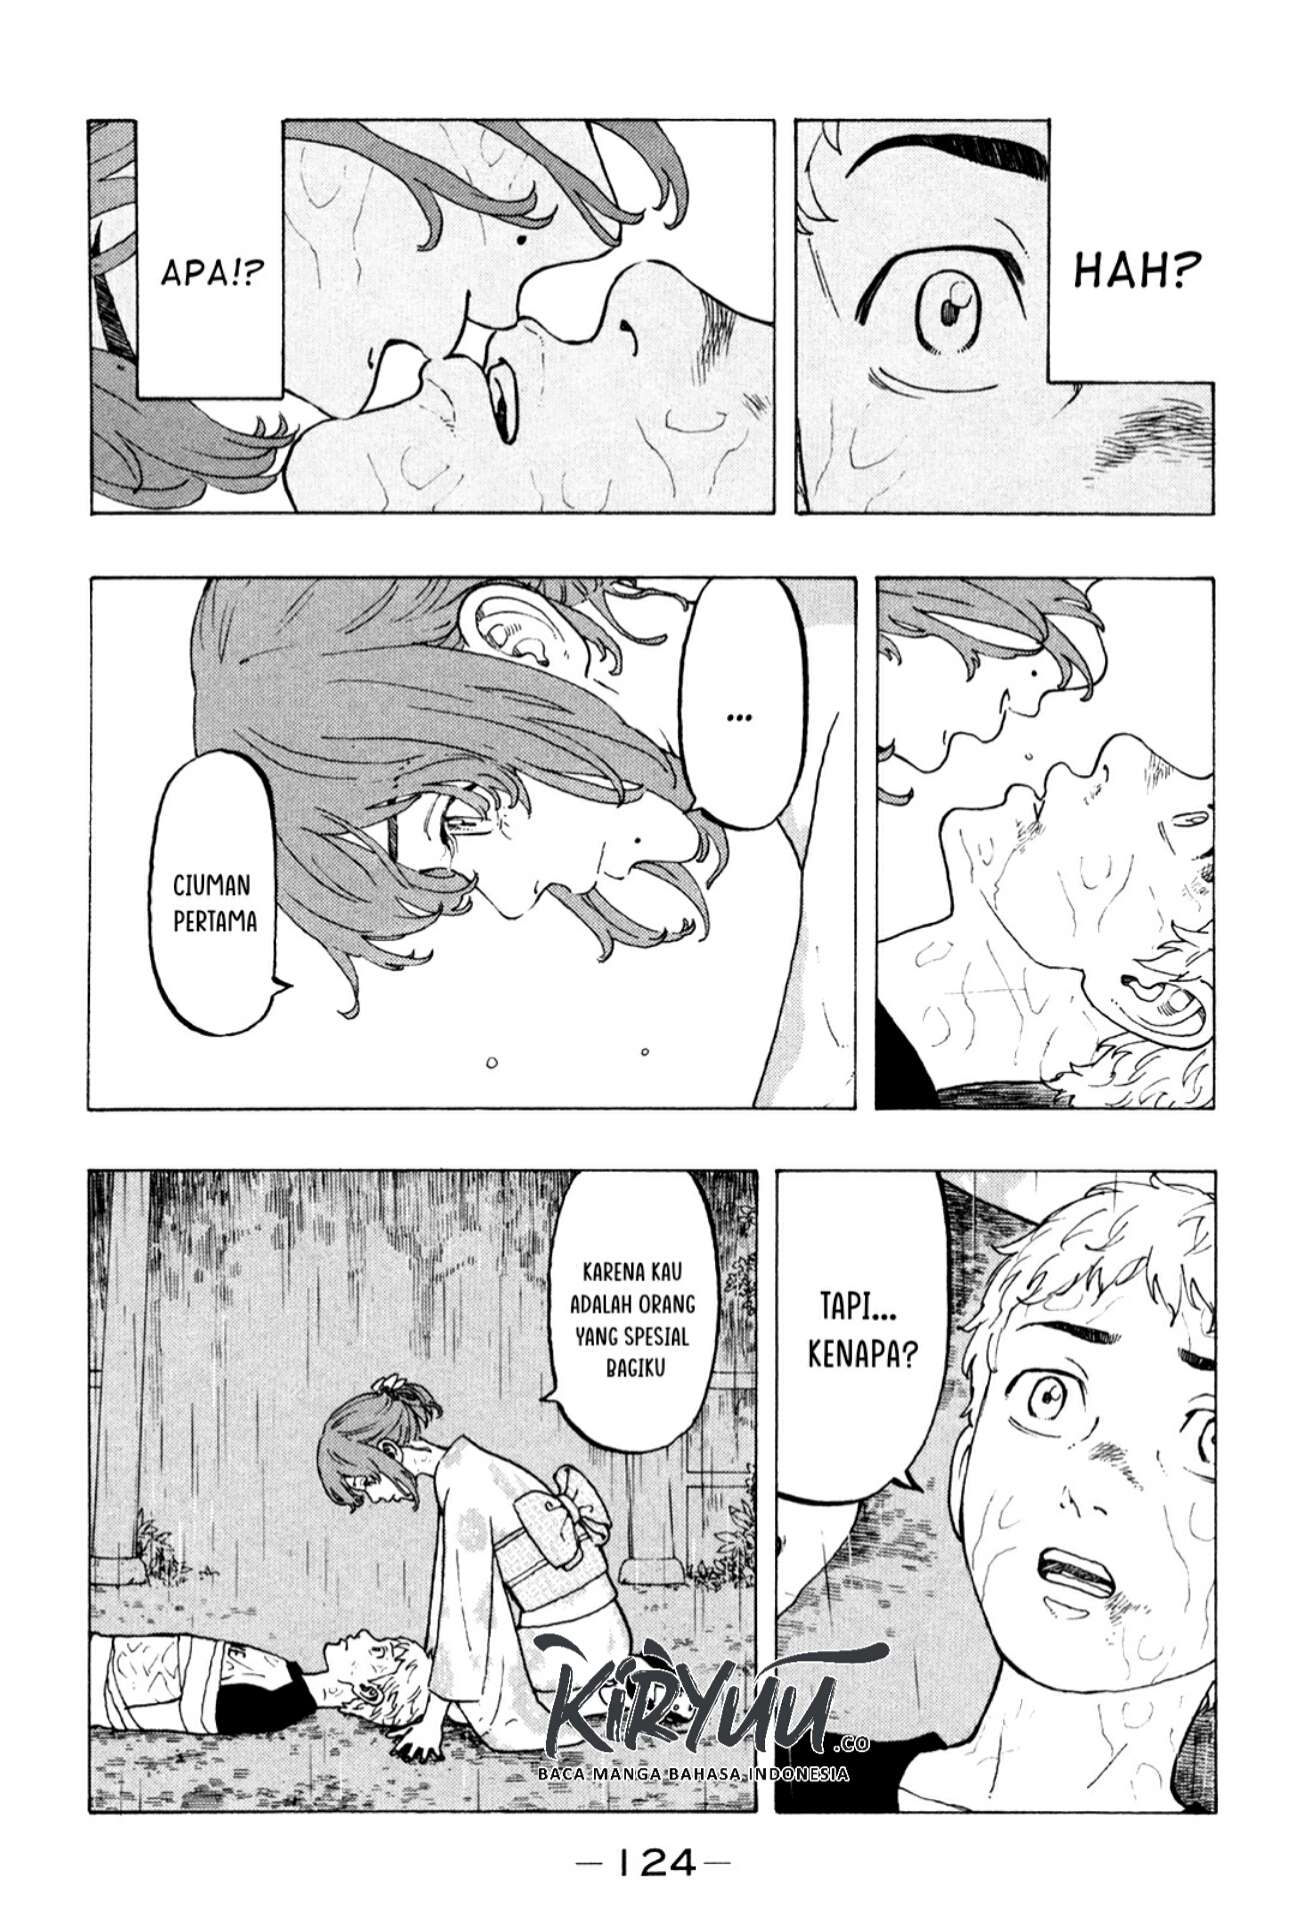 HAH?
APA!?
...
CIUMAN
PERTAMA
TAPI...
KENAPA?
KARENA KAU
ADALAH ORANG
YANG SPESIAL
BAGIKU
KIRYUU.CO
BACA MANGA BAHASA INDONESIA
—124—